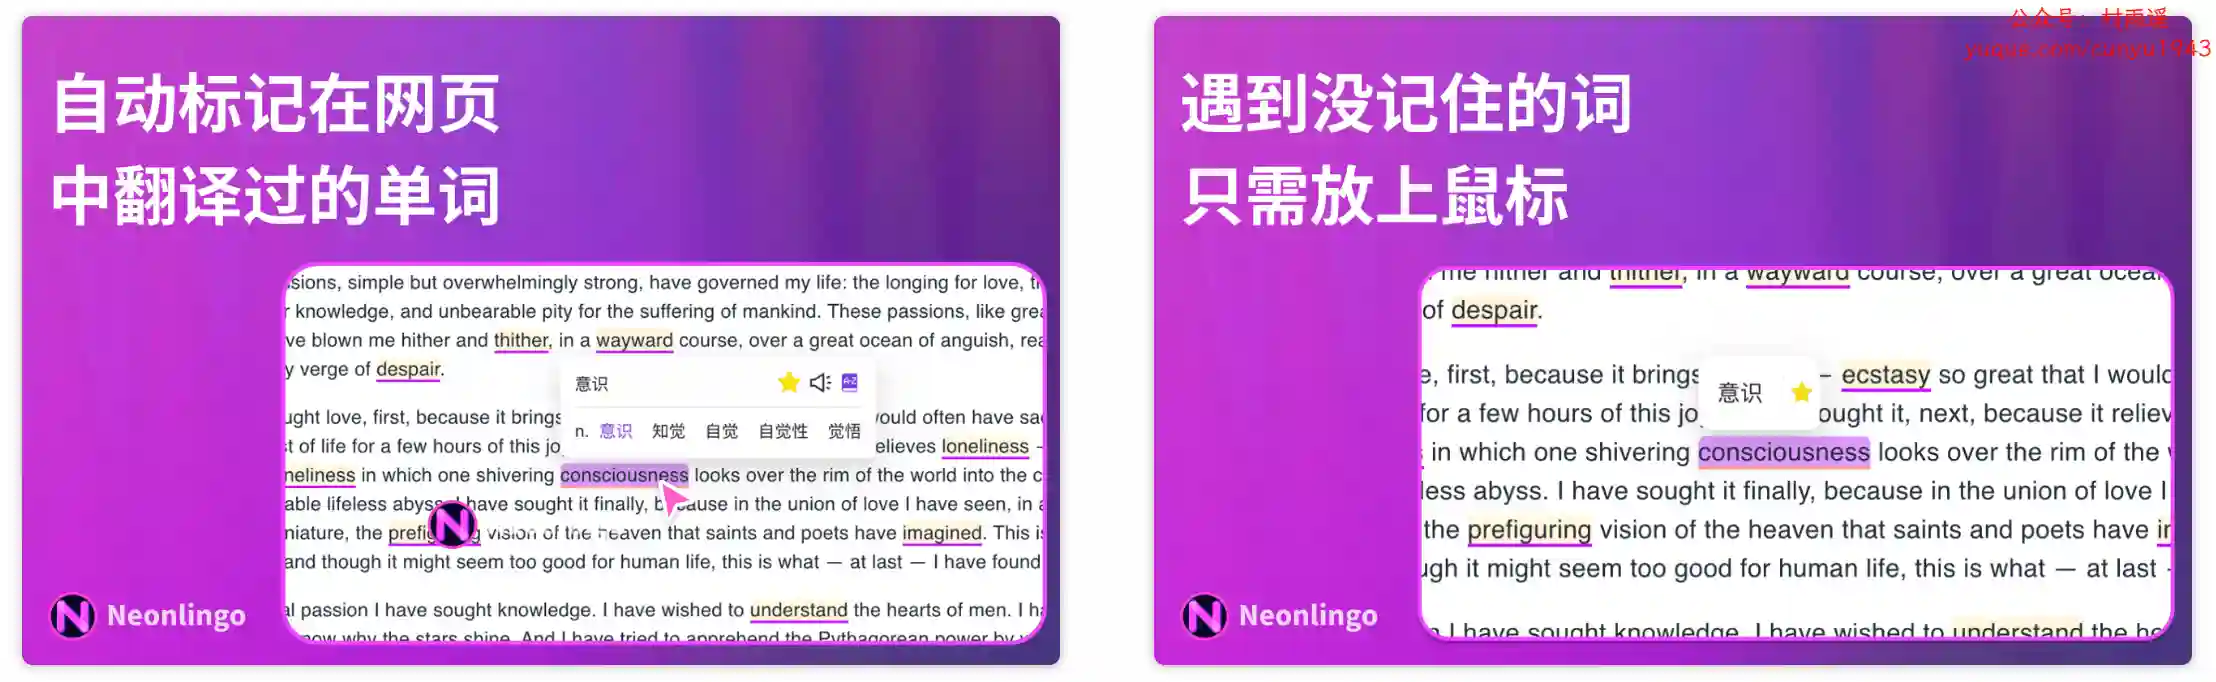 自动标记在网页
中翻译过的单词
sions, simple but overwhelmingly strong, have governed my life: the longing for love,
knowledge, and unbearable pity for the suffering of mankind. These passions, like
ve blown me hither and thither, in a wayward course, over a great ocean of anguish,
y verge of despair.
意识
ught love, first, because it brings
would often have
n. 意识 知觉 自觉 自觉性 觉悟
t of life for a few hours of this
elieves loneliness –
neliness in which one shivering consciousness looks over the rim of the world into the
able lifeless abyss. I have sought it finally, because in the union of love I have seen, in
niature, the vision of the heaven that saints and poets have imagined. This
and though it might seem too good for human life, this is what — at last — I have found
al passion I have sought knowledge. I have wished to understand the hearts of men. I
now why the stars shine. And I have tried to apprehend the Pythagorean power by
Neonlingo
公众号：村雨遥
yuque.com/cunyu1943
遇到没记住的词
只需放上鼠标
me hither and thither, in a wayward course, over a great ocean
of despair.
e, first, because it brings
– ecstasy so great that I would
意识
for a few hours of this
ought it, next, because it reliev
in which one shivering consciousness looks over the rim of the
less abyss. I have sought it finally, because in the union of love I
the prefiguring vision of the heaven that saints and poets have
ugh it might seem too good for human life, this is what — at last
I have sought knowledge. I have wished to understand the
Neonlingo